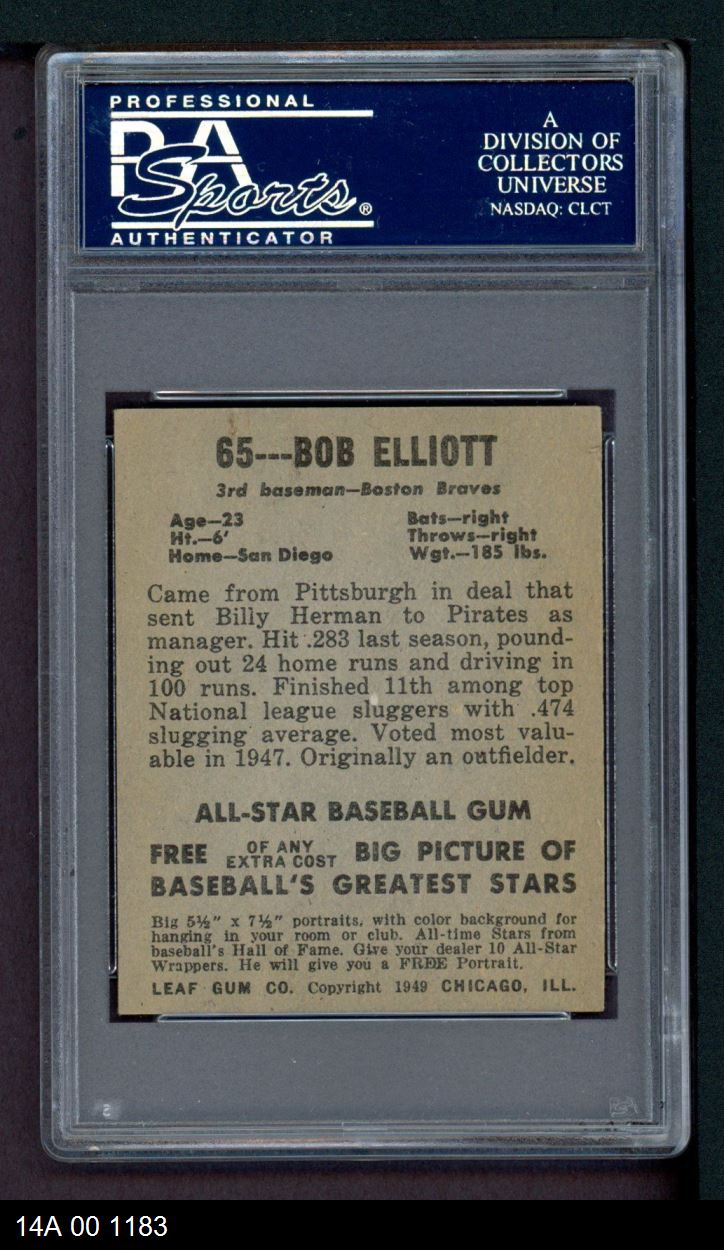 PROFESSIONAL
PSA
Sports®
AUTHENTICATOR
A
DIVISION OF
COLLECTORS
UNIVERSE
NASDAQ: CLCT
65---BOB ELLIOTT
3rd baseman—Boston Braves
Age—23 Bats—right
Ht.—6′ Throws—right
Home—San Diego Wgt.—185 lbs.
Came from Pittsburgh in deal that
sent Billy Herman to Pirates as
manager. Hit .283 last season, pound-
ing out 24 home runs and driving in
100 runs. Finished 11th among top
National league sluggers with .474
slugging average. Voted most valu-
able in 1947. Originally an outfielder.
ALL-STAR BASEBALL GUM
FREE OF ANY EXTRA COST BIG PICTURE OF
BASEBALL'S GREATEST STARS
Big 5½″ x 7½″ portraits, with color background for
hanging in your room or club. All-time Stars from
baseball's Hall of Fame. Give your dealer 10 All-Star
Wrappers. He will give you a FREE Portrait.
LEAF GUM CO. Copyright 1949 CHICAGO, ILL.
PSA
14A 00 1183